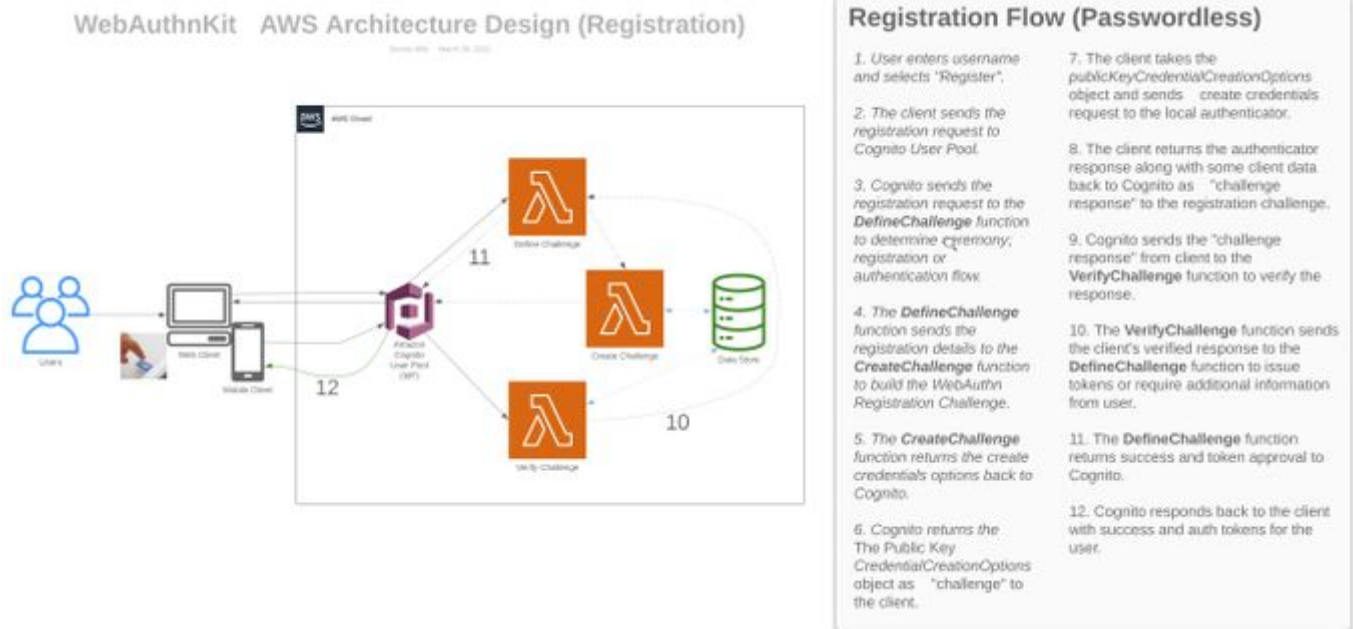 WebAuthnKit AWS Architecture Design (Registration)
aws
AWS Cloud
Define Challenge
11
Users
Web Client
Mobile Client
12
Amazon
Cognito
User Pool
Create Challenge
Data Store
Verify Challenge
10
Registration Flow (Passwordless)
1. User enters username
and selects "Register".
2. The client sends the
registration request to
Cognito User Pool.
3. Cognito sends the
registration request to the
DefineChallenge function
to determine ceremony;
registration or
authentication flow.
4. The DefineChallenge
function sends the
registration details to the
CreateChallenge function
to build the WebAuthn
Registration Challenge.
5. The CreateChallenge
function returns the create
credentials options back to
Cognito.
6. Cognito returns the
The Public Key
CredentialCreationOptions
object as "challenge" to
the client.
7. The client takes the
publicKeyCredentialCreationOptions
object and sends create credentials
request to the local authenticator.
8. The client returns the authenticator
response along with some client data
back to Cognito as "challenge
response" to the registration challenge.
9. Cognito sends the "challenge
response" from client to the
VerifyChallenge function to verify the
response.
10. The VerifyChallenge function sends
the client's verified response to the
DefineChallenge function to issue
tokens or require additional information
from user.
11. The DefineChallenge function
returns success and token approval to
Cognito.
12. Cognito responds back to the client
with success and auth tokens for the
user.